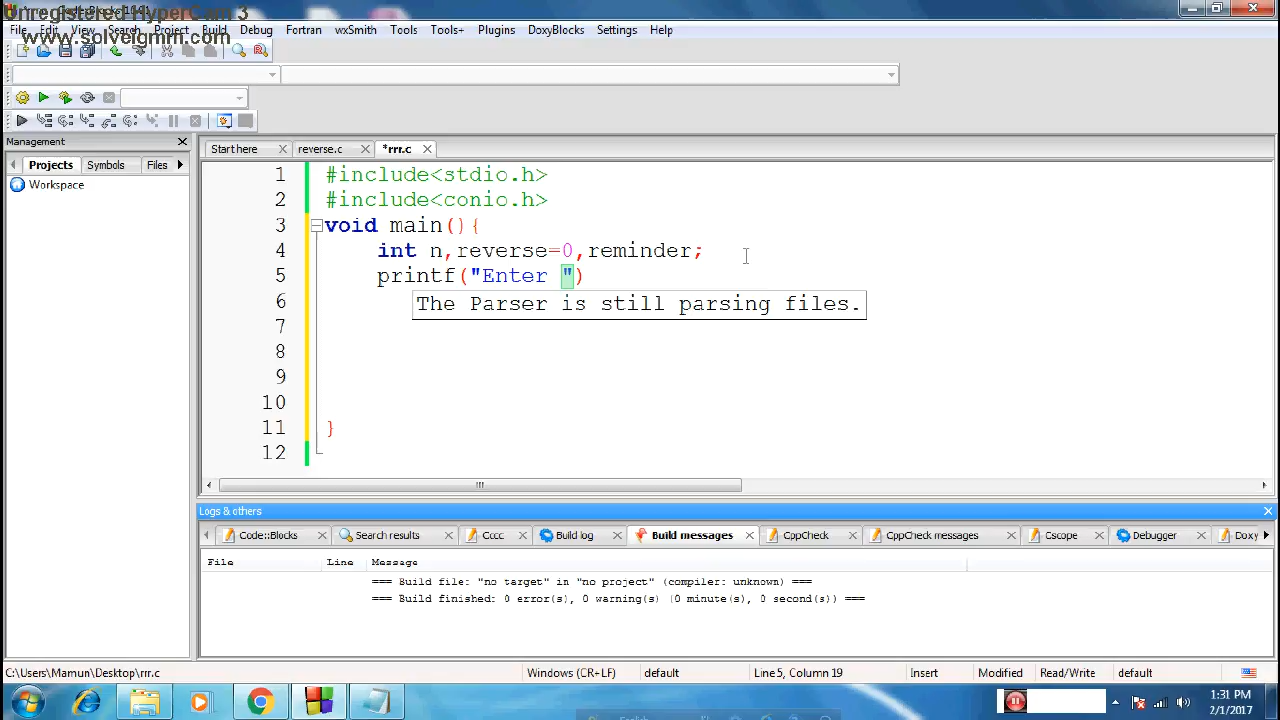 Unregistered HyperCam 3
www.solveigmm.com
File Edit View Search Project Build Debug Fortran wxSmith Tools Tools+ Plugins DoxyBlocks Settings Help
Management
Projects Symbols Files
Workspace
Start here reverse.c *rrr.c
1 #include<stdio.h>
2 #include<conio.h>
3 void main(){
4 int n,reverse=0,reminder;
5 printf("Enter ")
6 The Parser is still parsing files.
7
8
9
10
11 }
12
Logs & others
Code::Blocks Search results Cccc Build log Build messages CppCheck CppCheck messages Cscope Debugger Doxy
File Line Message
=== Build file: "no target" in "no project" (compiler: unknown) ===
=== Build finished: 0 error(s), 0 warning(s) (0 minute(s), 0 second(s)) ===
C:\Users\Mamun\Desktop\rrr.c Windows (CR+LF) default Line 5, Column 19 Insert Modified Read/Write default
1:31 PM
2/1/2017